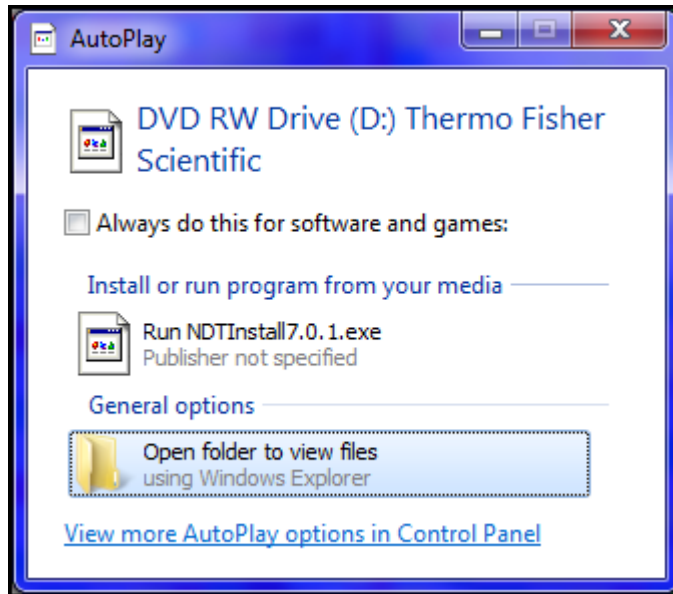 AutoPlay
DVD RW Drive (D:) Thermo Fisher
Scientific
Always do this for software and games:
Install or run program from your media
Run NDTInstall7.0.1.exe
Publisher not specified
General options
Open folder to view files
using Windows Explorer
View more AutoPlay options in Control Panel